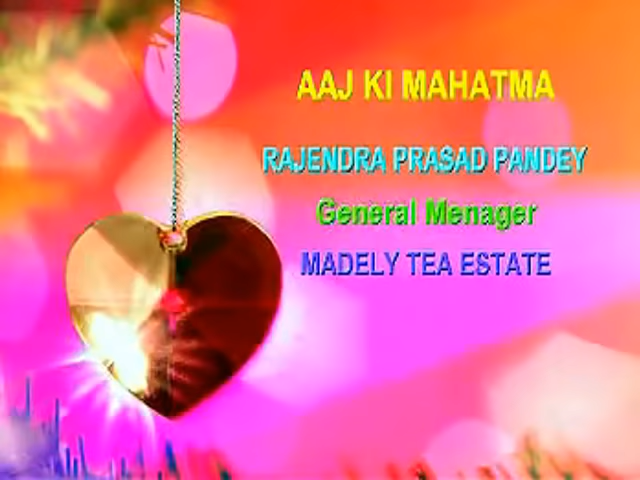 AAJ KI MAHATMA
RAJENDRA PRASAD PANDEY
General Menager
MADELY TEA ESTATE